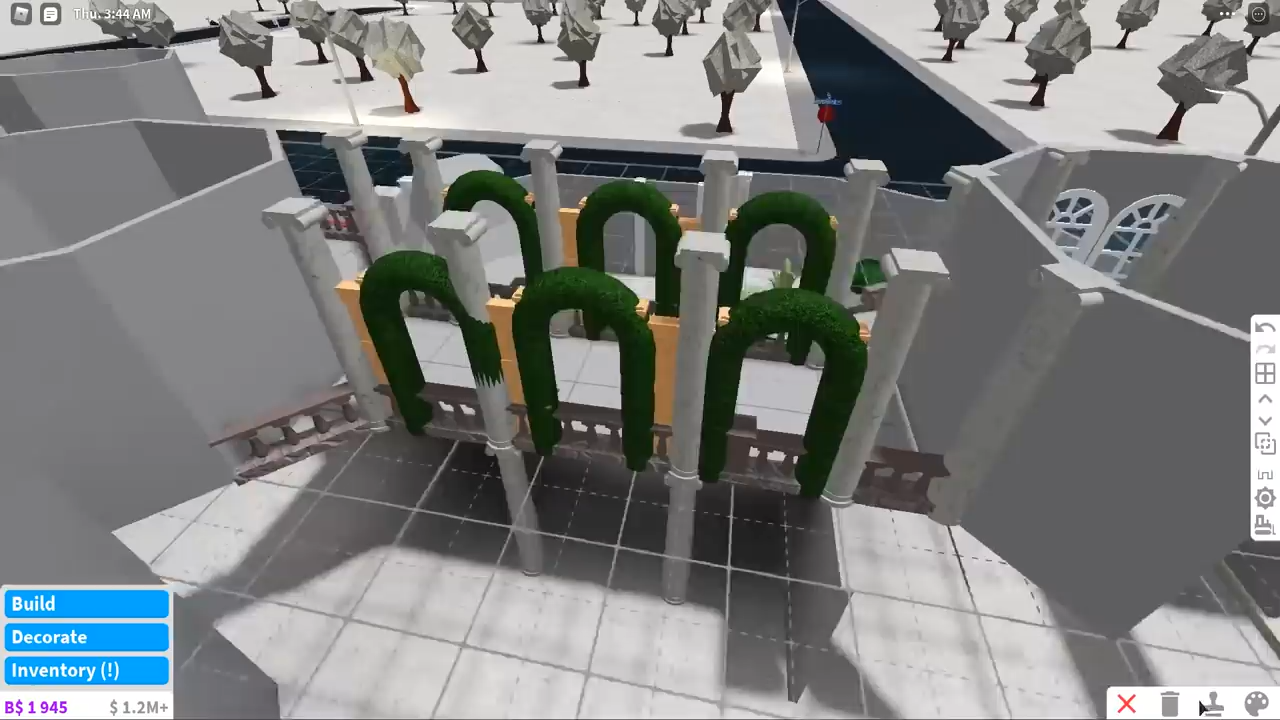 Thu. 3:44 AM
Build
Decorate
Inventory (!)
B$ 1 945 $ 1.2M+